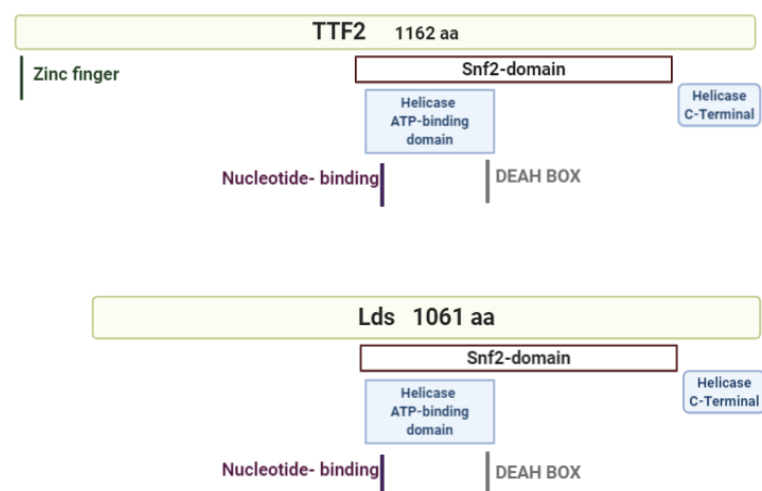 TTF2 1162 aa
Zinc finger
Snf2-domain
Helicase
ATP-binding
domain
Helicase
C-Terminal
Nucleotide- binding
DEAH BOX
Lds 1061 aa
Snf2-domain
Helicase
ATP-binding
domain
Helicase
C-Terminal
Nucleotide- binding
DEAH BOX